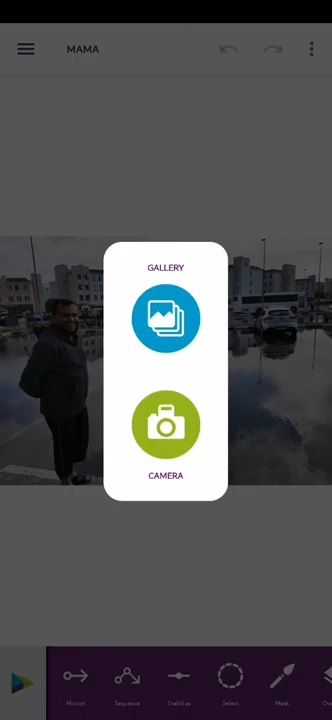 MAMA
GALLERY
CAMERA
Motion
Sequence
Stabilize
Select
Mask